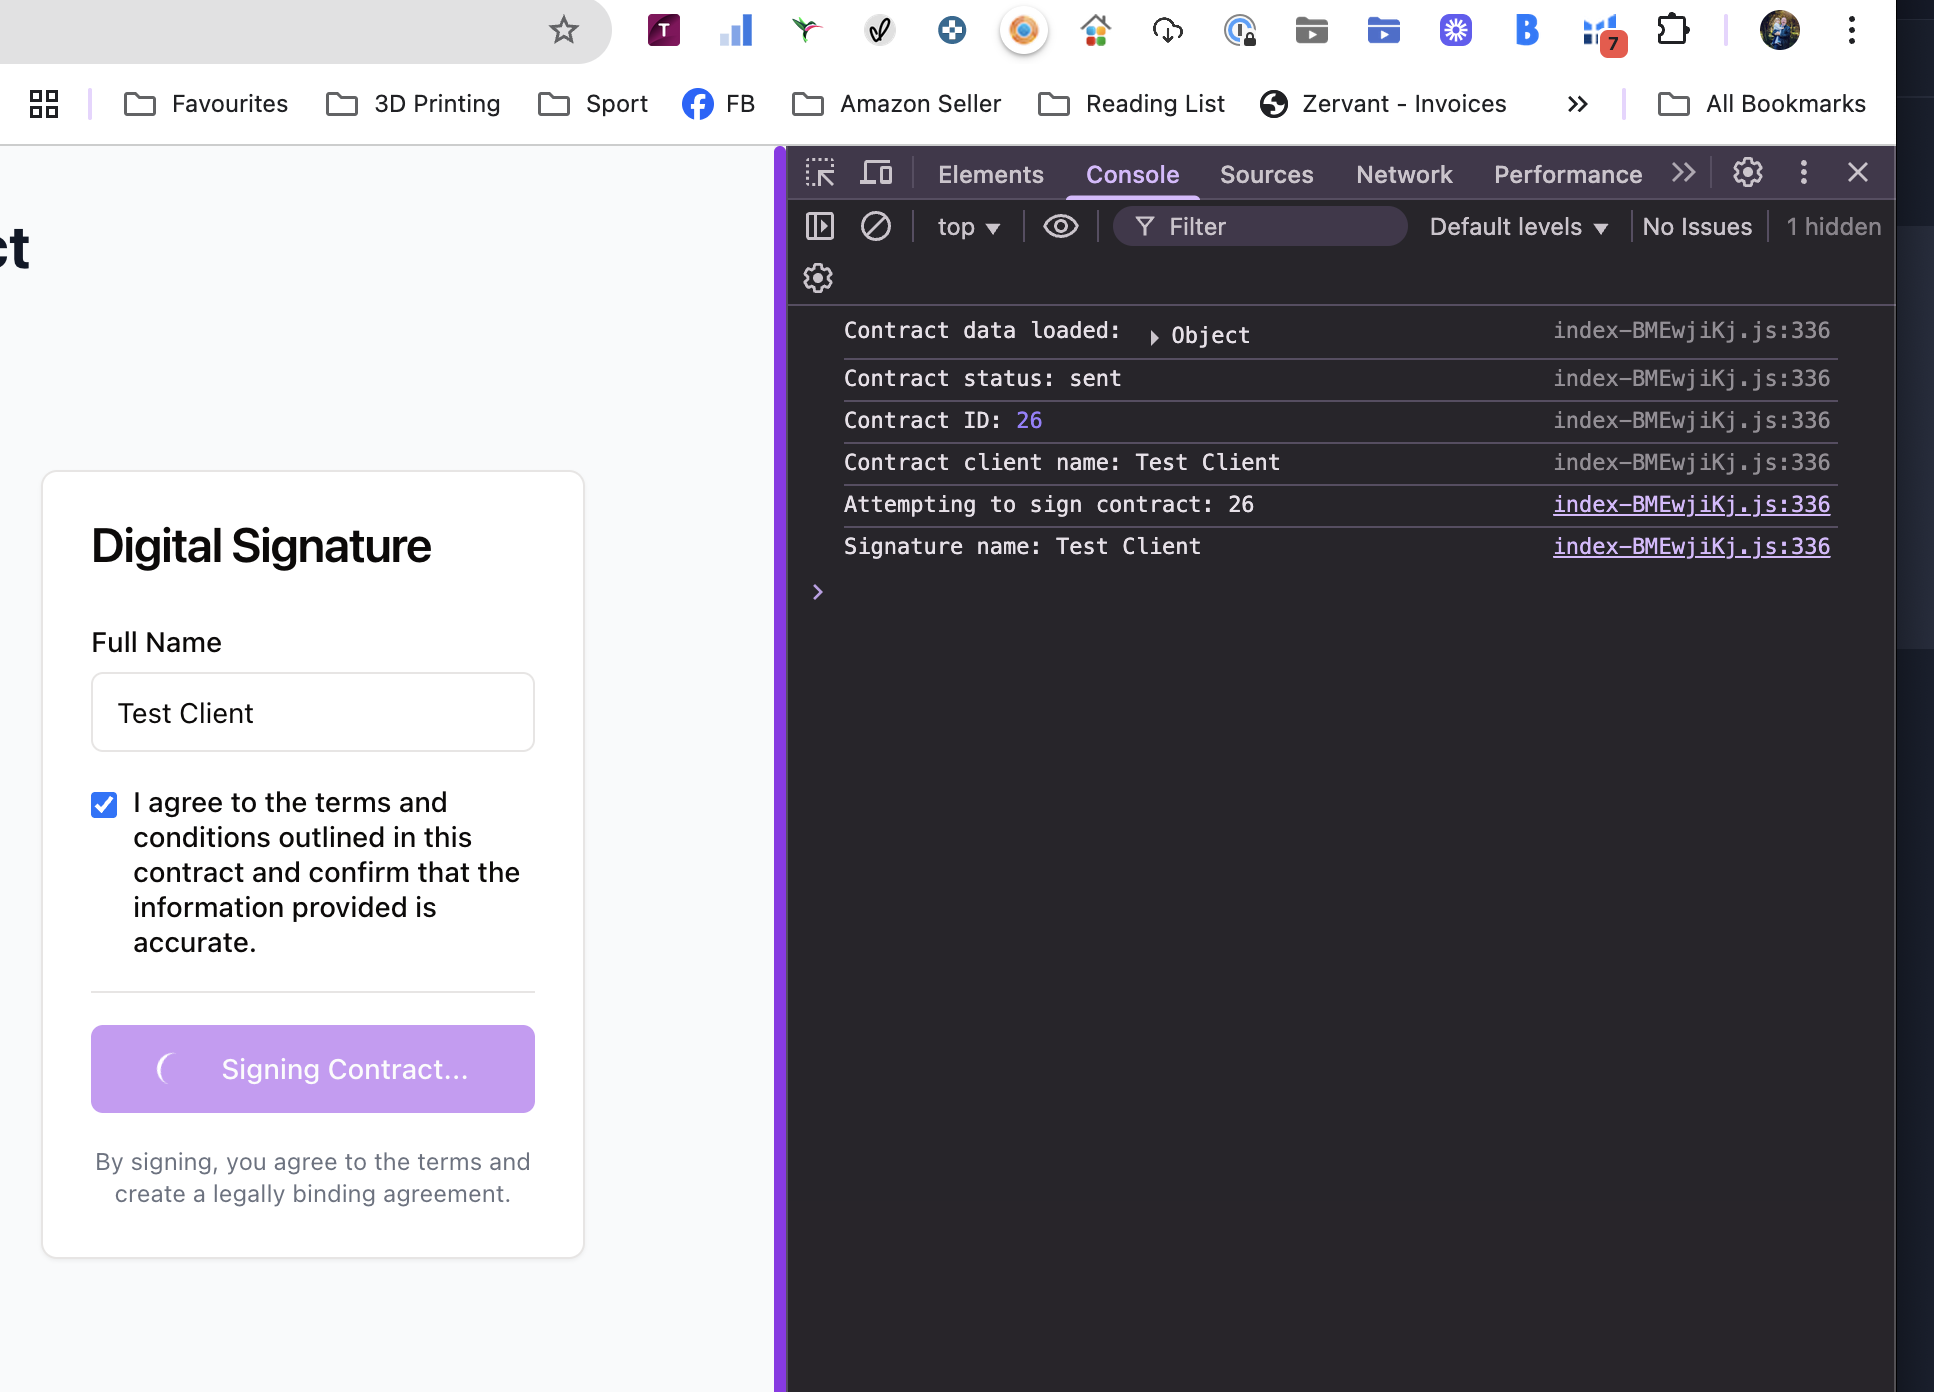 T
7
Favourites
3D Printing
Sport
FB
Amazon Seller
Reading List
Zervant - Invoices
All Bookmarks
ct
Digital Signature
Full Name
Test Client
I agree to the terms and
conditions outlined in this
contract and confirm that the
information provided is
accurate.
Signing Contract...
By signing, you agree to the terms and
create a legally binding agreement.
Elements
Console
Sources
Network
Performance
top
Filter
Default levels
No Issues
1 hidden
Contract data loaded: Object index-BMEwjiKj.js:336
Contract status: sent index-BMEwjiKj.js:336
Contract ID: 26 index-BMEwjiKj.js:336
Contract client name: Test Client index-BMEwjiKj.js:336
Attempting to sign contract: 26 index-BMEwjiKj.js:336
Signature name: Test Client index-BMEwjiKj.js:336